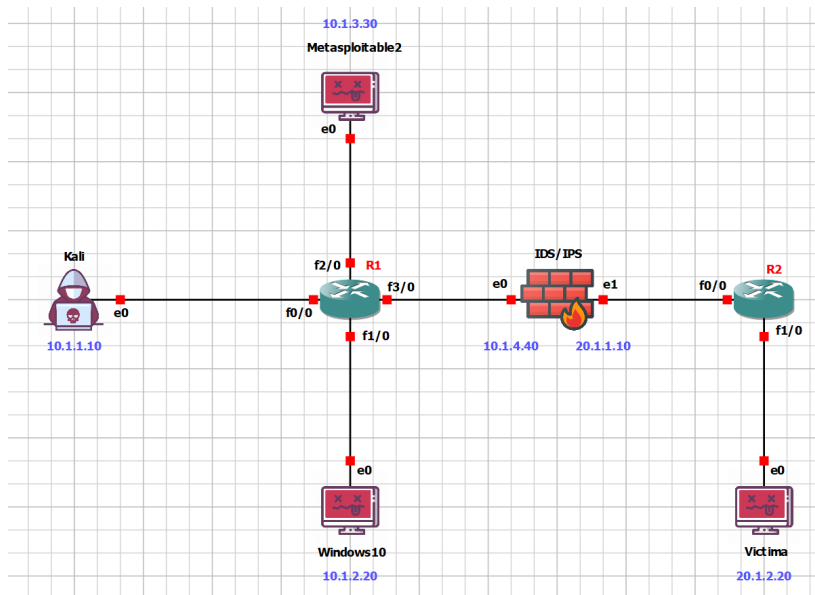 10.1.3.30
Metasploitable2
e0
Kali
e0
10.1.1.10
f2/0
R1
f3/0
f0/0
f1/0
IDS/IPS
e0
e1
10.1.4.40
20.1.1.10
R2
f0/0
f1/0
e0
Windows10
10.1.2.20
e0
Victima
20.1.2.20